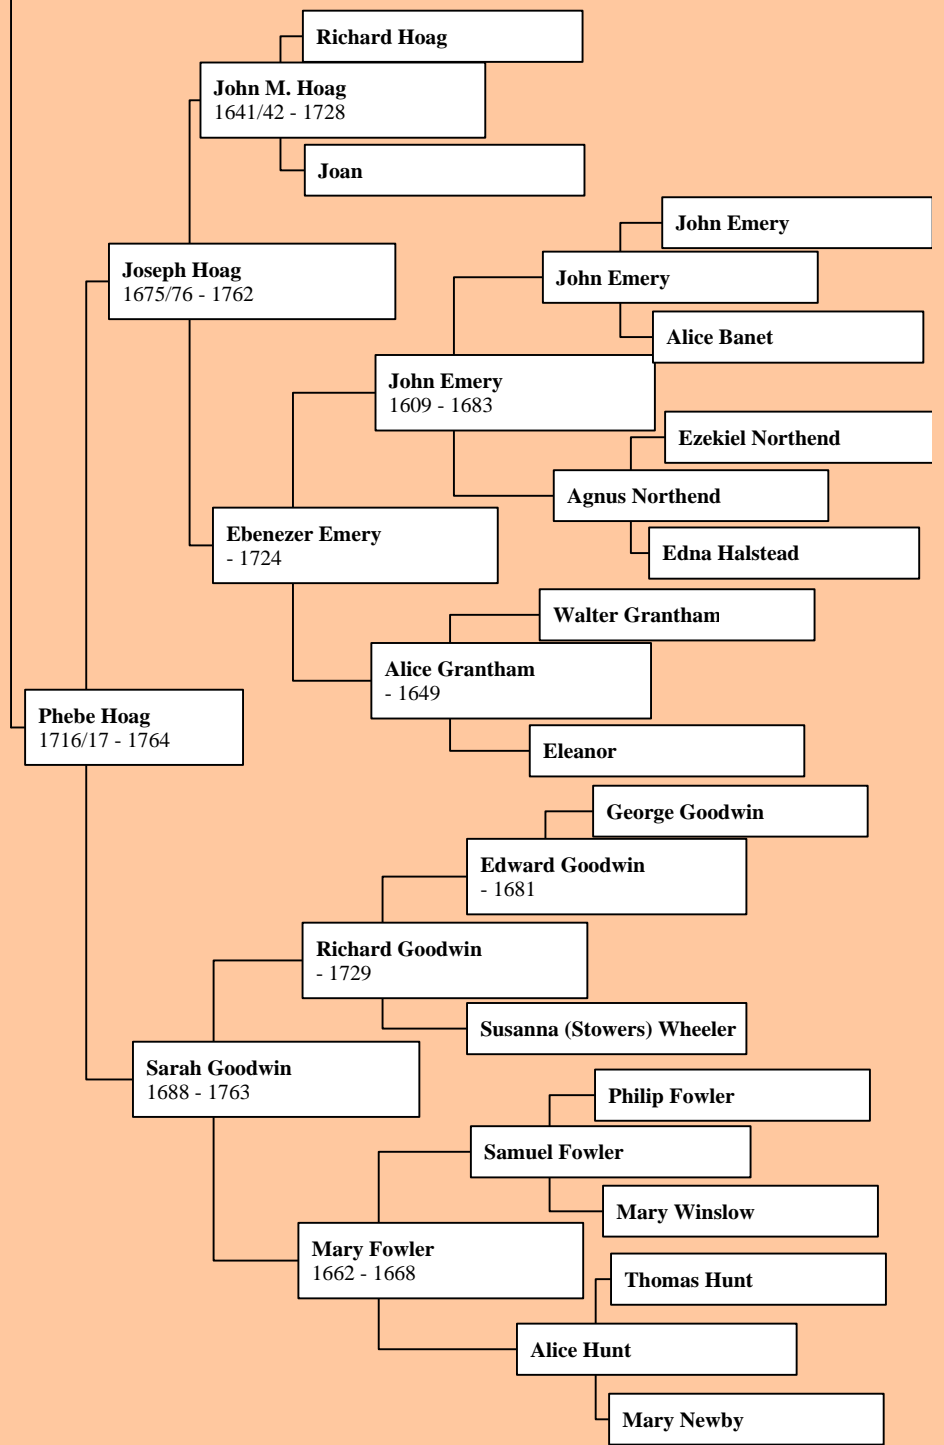 Richard Hoag
John M. Hoag
1641/42 - 1728
Joan
John Emery
Joseph Hoag
1675/76 - 1762
John Emery
Alice Banet
John Emery
1609 - 1683
Ezekiel Northend
Agnus Northend
Ebenezer Emery
- 1724
Edna Halstead
Walter Grantham
Alice Grantham
- 1649
Phebe Hoag
1716/17 - 1764
Eleanor
George Goodwin
Edward Goodwin
- 1681
Richard Goodwin
- 1729
Susanna (Stowers) Wheeler
Sarah Goodwin
1688 - 1763
Philip Fowler
Samuel Fowler
Mary Winslow
Mary Fowler
1662 - 1668
Thomas Hunt
Alice Hunt
Mary Newby